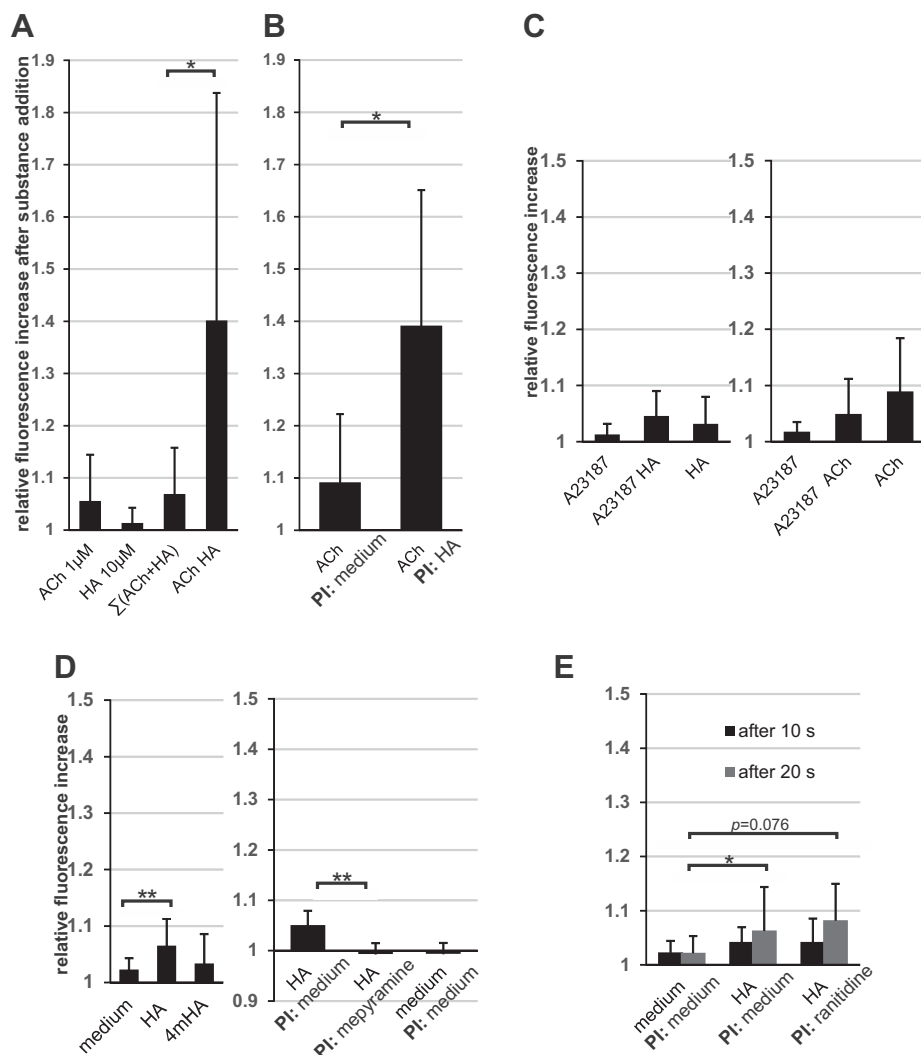 A
B
C
relative fluorescence increase after substance addition
1.9
1.8
1.7
1.6
1.5
1.4
1.3
1.2
1.1
1
*
ACh 1µM
HA 10µM
∑(ACh+HA)
ACh HA
1.9
1.8
1.7
1.6
1.5
1.4
1.3
1.2
1.1
1
*
ACh
PI: medium
ACh
PI: HA
relative fluorescence increase
1.5
1.4
1.3
1.2
1.1
1
A23187
A23187 HA
HA
1.5
1.4
1.3
1.2
1.1
1
A23187
A23187 ACh
ACh
D
E
relative fluorescence increase
1.5
1.4
1.3
1.2
1.1
1
**
medium
HA
4mHA
1.5
1.4
1.3
1.2
1.1
1
0.9
**
HA
PI: medium
HA
PI: mepyramine
medium
PI: medium
relative fluorescence increase
1.5
1.4
1.3
1.2
1.1
1
after 10 s
after 20 s
p=0.076
*
medium
PI: medium
HA
PI: medium
HA
PI: ranitidine